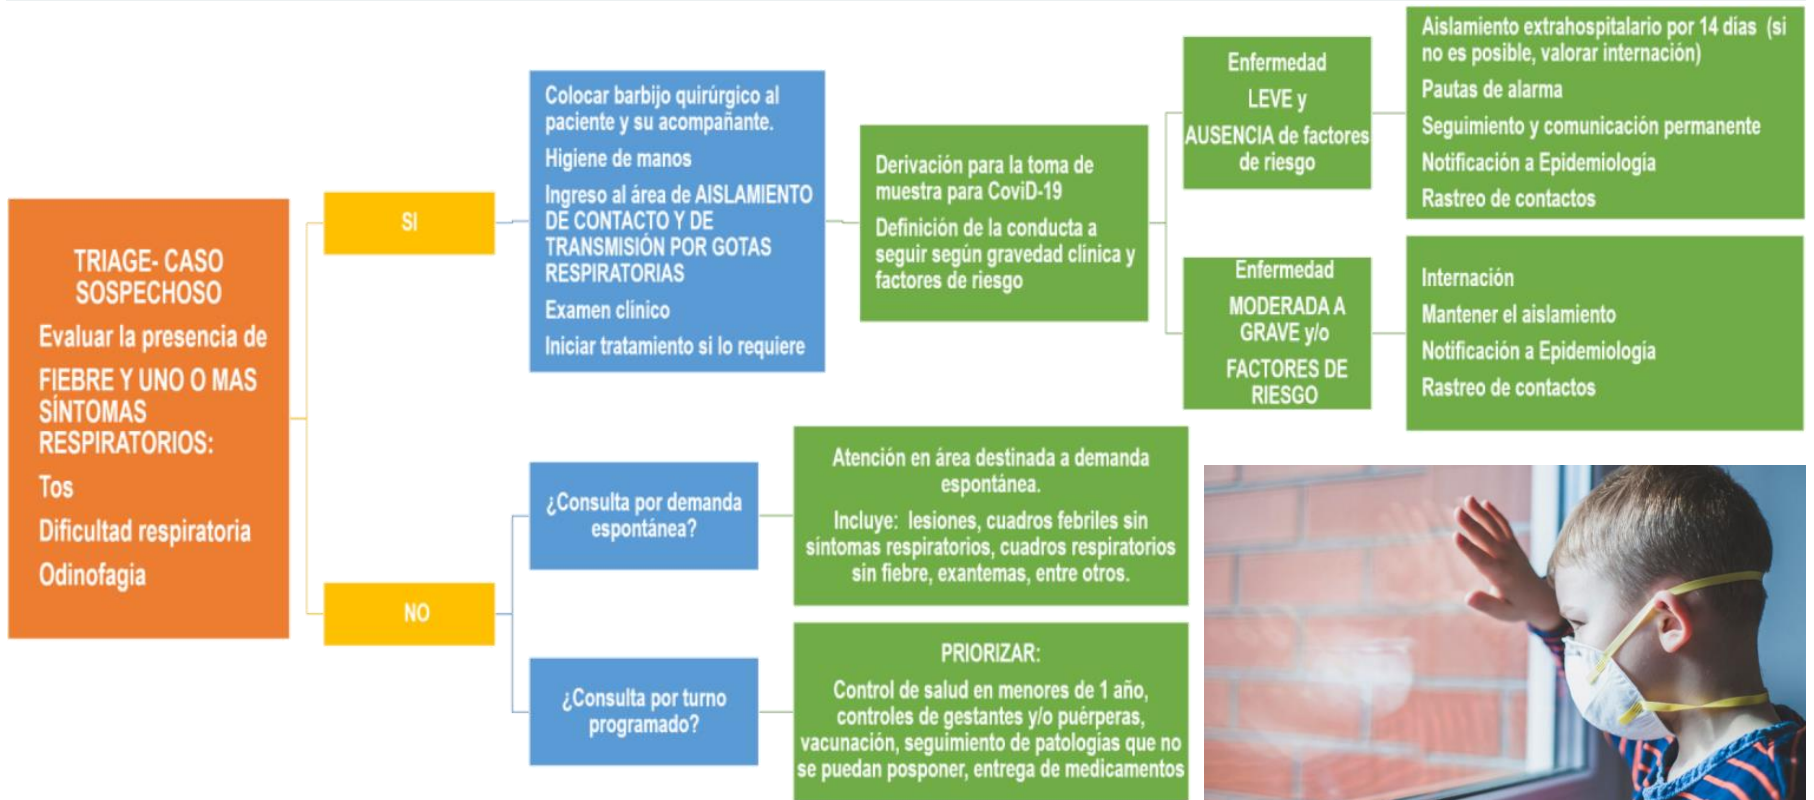 TRIAGE- CASO
SOSPECHOSO
Evaluar la presencia de
FIEBRE Y UNO O MAS
SÍNTOMAS
RESPIRATORIOS:
Tos
Dificultad respiratoria
Odinofagia
SI
Colocar barbijo quirúrgico al
paciente y su acompañante.
Higiene de manos
Ingreso al área de AISLAMIENTO
DE CONTACTO Y DE
TRANSMISIÓN POR GOTAS
RESPIRATORIAS
Examen clínico
Iniciar tratamiento si lo requiere
Derivación para la toma de
muestra para CoviD-19
Definición de la conducta a
seguir según gravedad clínica y
factores de riesgo
Enfermedad
LEVE y
AUSENCIA de factores
de riesgo
Aislamiento extrahospitalario por 14 días (si
no es posible, valorar internación)
Pautas de alarma
Seguimiento y comunicación permanente
Notificación a Epidemiología
Rastreo de contactos
Enfermedad
MODERADA A
GRAVE y/o
FACTORES DE
RIESGO
Internación
Mantener el aislamiento
Notificación a Epidemiología
Rastreo de contactos
NO
¿Consulta por demanda
espontánea?
Atención en área destinada a demanda
espontánea.
Incluye: lesiones, cuadros febriles sin
síntomas respiratorios, cuadros respiratorios
sin fiebre, exantemas, entre otros.
¿Consulta por turno
programado?
PRIORIZAR:
Control de salud en menores de 1 año,
controles de gestantes y/o puérperas,
vacunación, seguimiento de patologías que no
se puedan posponer, entrega de medicamentos